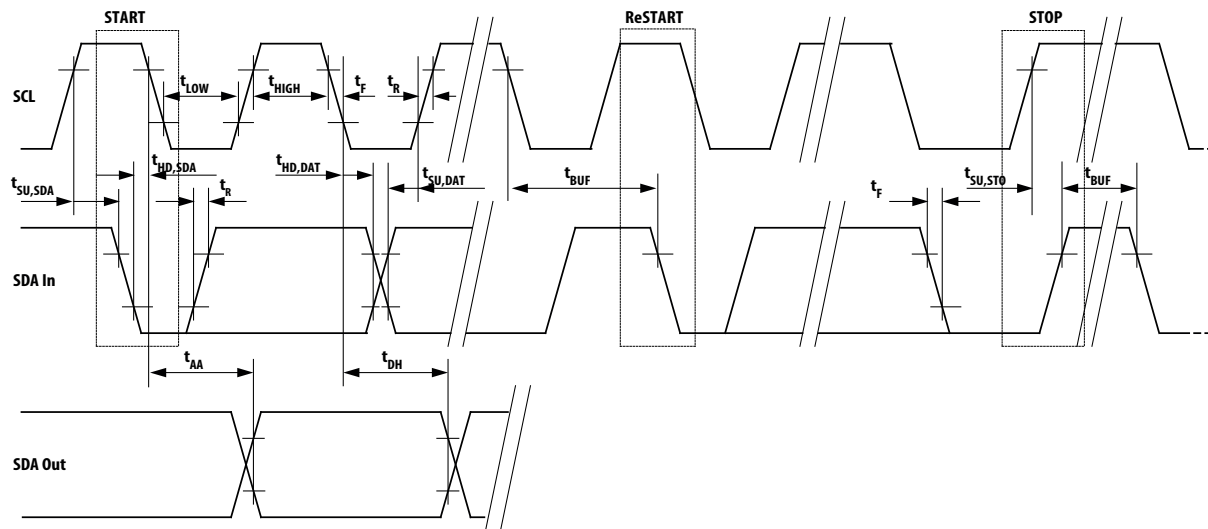 START
ReSTART
STOP
SCL
tLOW
tHIGH
tF
tR
tHD,SDA
tHD,DAT
tSU,SDA
tR
tSU,DAT
tBUF
tF
tSU,STO
tBUF
SDA In
tAA
tDH
SDA Out